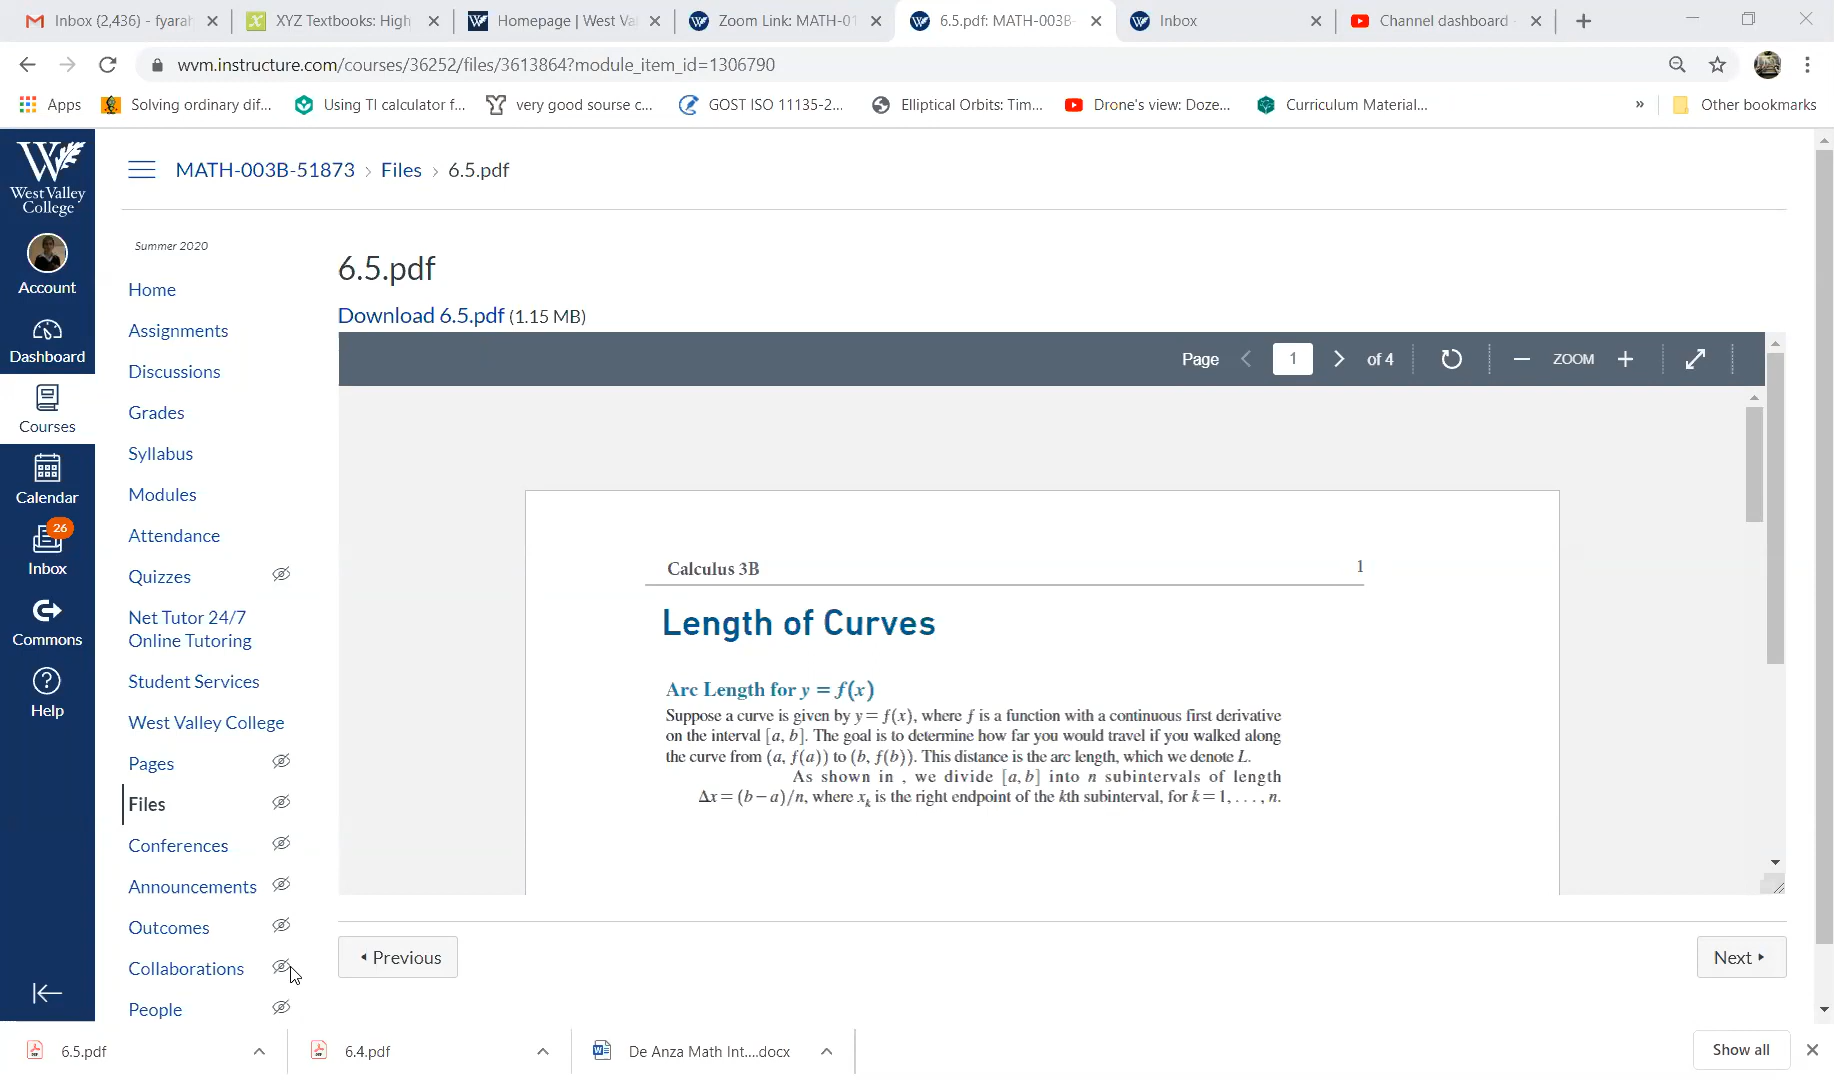 Inbox (2,436) - fyarah
XYZ Textbooks: High
Homepage | West Va
Zoom Link: MATH-01
6.5.pdf: MATH-003B-
Inbox
Channel dashboard
wvm.instructure.com/courses/36252/files/3613864?module_item_id=1306790
Apps
Solving ordinary dif...
Using TI calculator f...
very good sourse c...
GOST ISO 11135-2...
Elliptical Orbits: Tim...
Drone's view: Doze...
Curriculum Material...
»
Other bookmarks
West Valley
College
Account
Dashboard
Courses
Calendar
26
Inbox
Commons
Help
MATH-003B-51873 › Files › 6.5.pdf
Summer 2020
Home
Assignments
Discussions
Grades
Syllabus
Modules
Attendance
Quizzes
Net Tutor 24/7
Online Tutoring
Student Services
West Valley College
Pages
Files
Conferences
Announcements
Outcomes
Collaborations
People
6.5.pdf
Download 6.5.pdf (1.15 MB)
Page 1 of 4 ZOOM
Calculus 3B 1
Length of Curves
Arc Length for y = f(x)
Suppose a curve is given by y = f(x), where f is a function with a continuous first derivative
on the interval [a, b]. The goal is to determine how far you would travel if you walked along
the curve from (a, f(a)) to (b, f(b)). This distance is the arc length, which we denote L.
As shown in , we divide [a, b] into n subintervals of length
Δx = (b − a)/n, where xₖ is the right endpoint of the kth subinterval, for k = 1, . . . , n.
Previous
Next
6.5.pdf
6.4.pdf
De Anza Math Int....docx
Show all